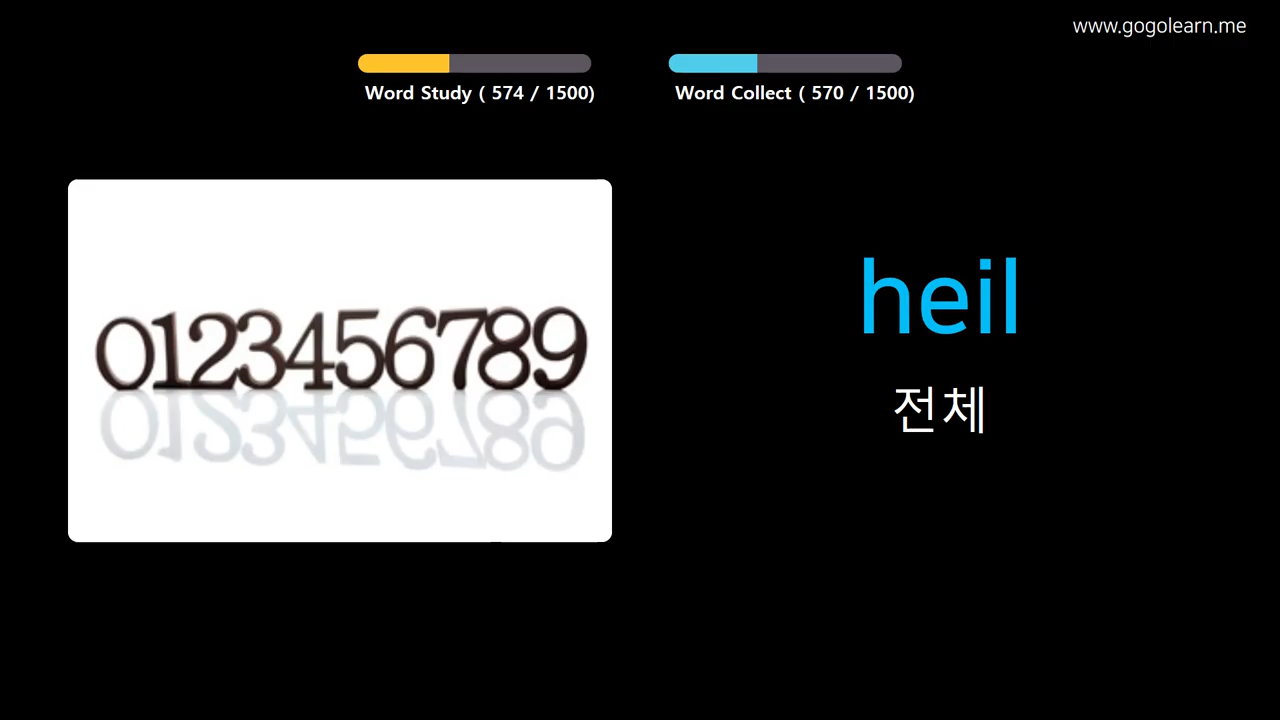 www.gogolearn.me
Word Study ( 574 / 1500)
Word Collect ( 570 / 1500)
0123456789
heil
전체